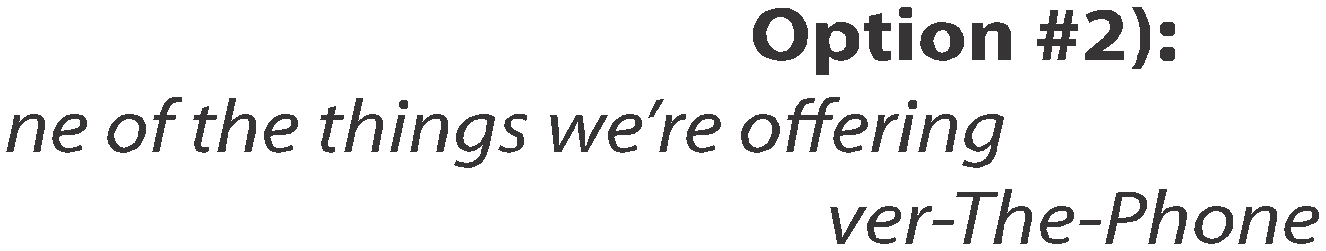 Option #2):
ne of the things we’re offering
ver-The-Phone